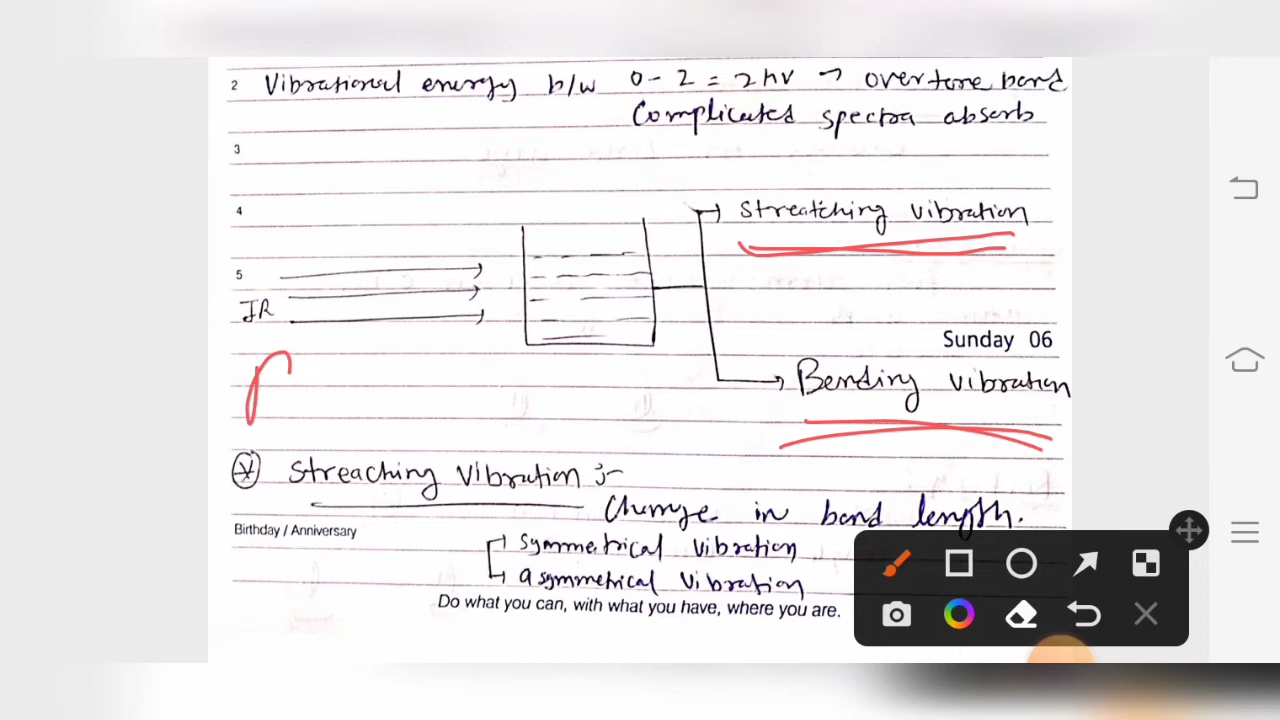 2 Vibrational energy b/w 0 - 2 = 2hν → overtone band
Complicated spectra absorb
3
4
Streatching vibration
5
IR
Sunday 06
Bending vibration
Streaching Vibration :-
Change in bond length.
Birthday / Anniversary
symmetrical vibration
asymmetrical vibration
Do what you can, with what you have, where you are.